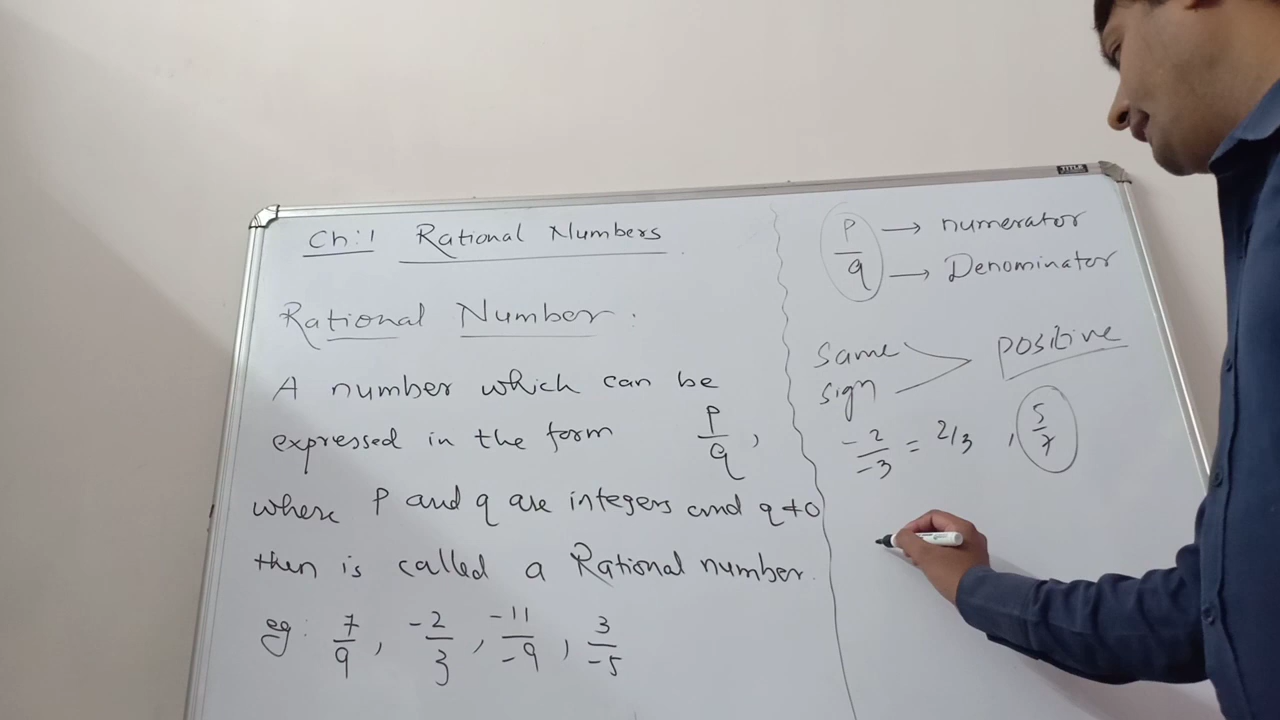 Ch:1 Rational Numbers
Rational Number:
A number which can be
expressed in the form P/q,
where P and q are integers and q≠0
then is called a Rational number.
eg: 7/9, -2/3, -11/-9, 3/-5
P/q → numerator
→ Denominator
same sign > positive
-2/-3 = 2/3, 5/7